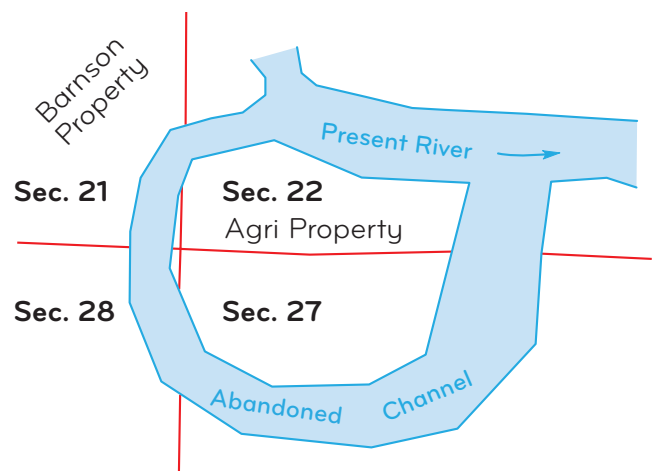 Barnson
Property
Present River
Sec. 21
Sec. 22
Agri Property
Sec. 28
Sec. 27
Abandoned Channel